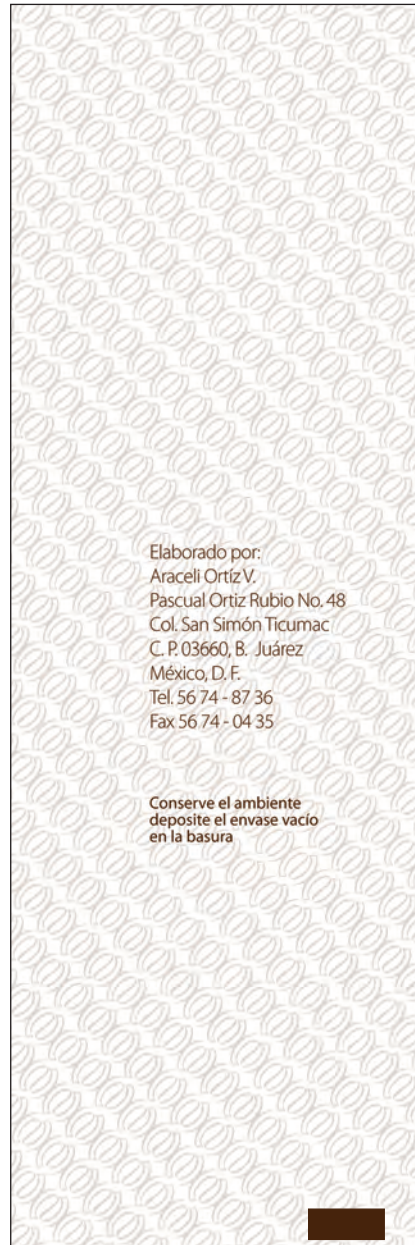 Elaborado por:
Araceli Ortíz V.
Pascual Ortiz Rubio No. 48
Col. San Simón Ticumac
C. P. 03660, B. Juárez
México, D. F.
Tel. 56 74 - 87 36
Fax 56 74 - 04 35
Conserve el ambiente
deposite el envase vacío
en la basura